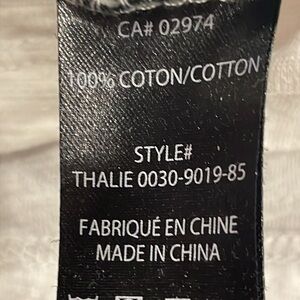 CA# 02974
100% COTON/COTTON
STYLE#
THALIE 0030-9019-85
FABRIQUÉ EN CHINE
MADE IN CHINA